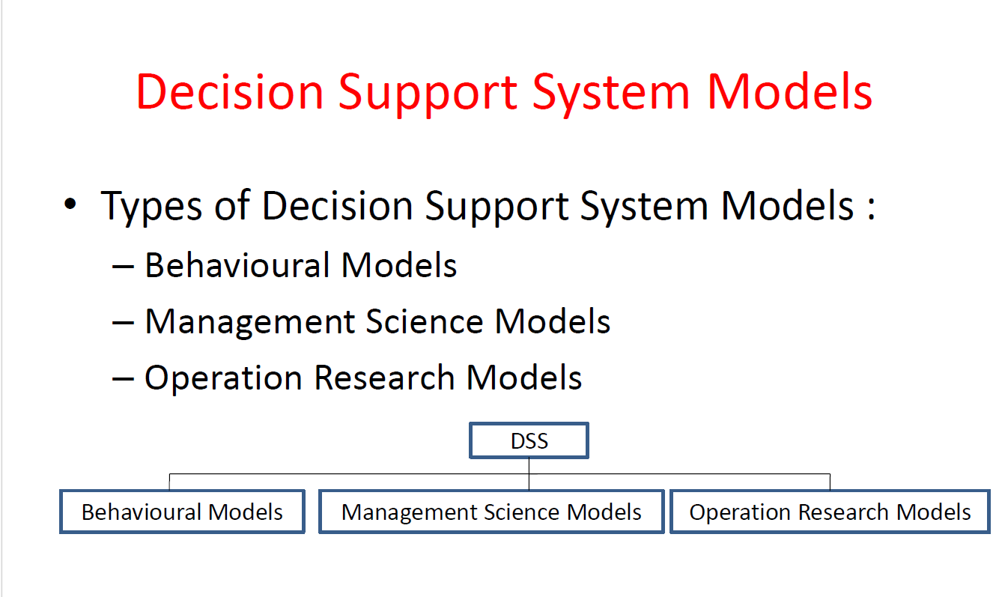 Decision Support System Models
• Types of Decision Support System Models :
– Behavioural Models
– Management Science Models
– Operation Research Models
DSS
Behavioural Models
Management Science Models
Operation Research Models